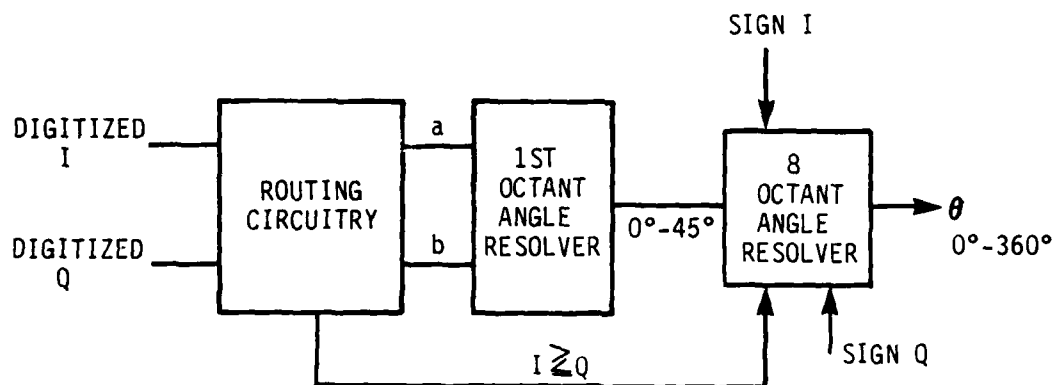 SIGN I
DIGITIZED
I
a
ROUTING
CIRCUITRY
DIGITIZED
Q
b
1ST
OCTANT
ANGLE
RESOLVER
0°-45°
8
OCTANT
ANGLE
RESOLVER
θ
0°-360°
I ≷ Q
SIGN Q